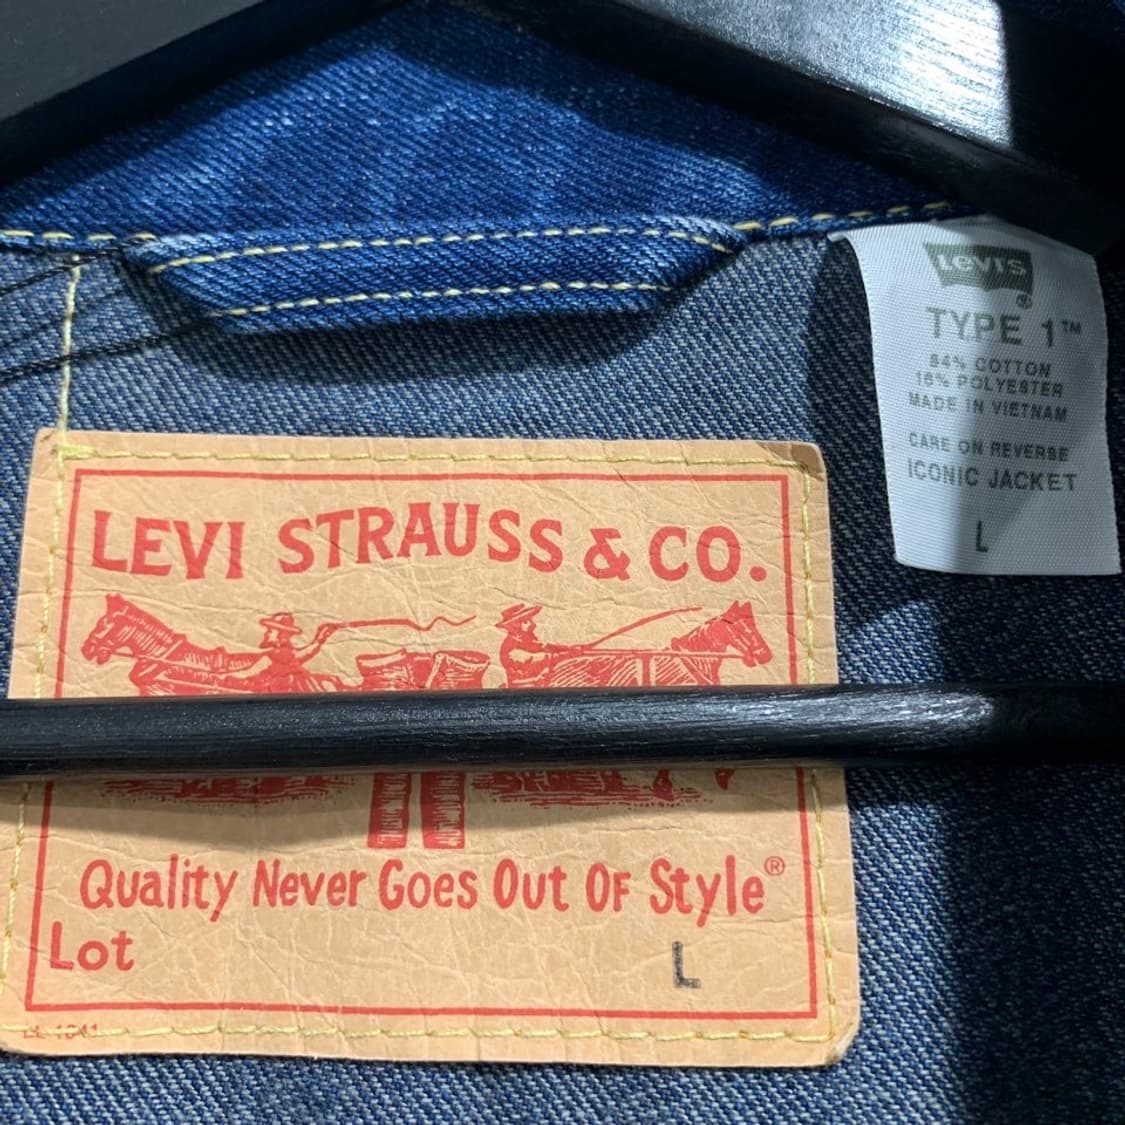 LEVI'S
®
TYPE 1™
84% COTTON
16% POLYESTER
MADE IN VIETNAM
CARE ON REVERSE
ICONIC JACKET
L
LEVI STRAUSS & CO.
Quality Never Goes Out Of Style®
Lot
L